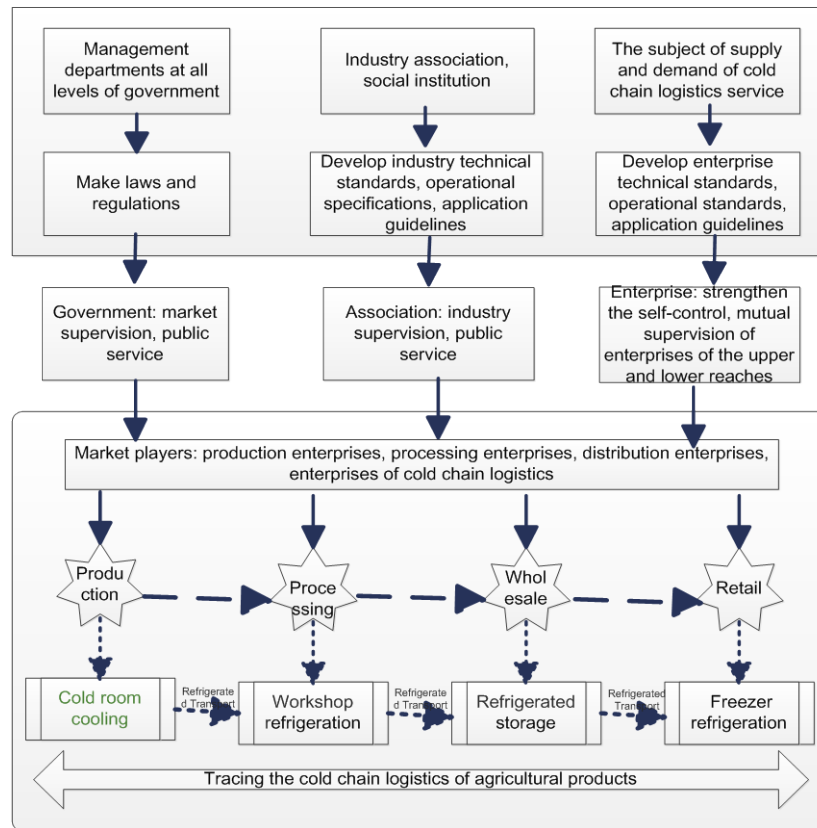 Management
departments at all
levels of government
Industry association,
social institution
The subject of supply
and demand of cold
chain logistics service
Make laws and
regulations
Develop industry technical
standards, operational
specifications, application
guidelines
Develop enterprise
technical standards,
operational standards,
application guidelines
Government: market
supervision, public
service
Association: industry
supervision, public
service
Enterprise: strengthen
the self-control, mutual
supervision of
enterprises of the upper
and lower reaches
Market players: production enterprises, processing enterprises, distribution enterprises,
enterprises of cold chain logistics
Produ
ction
Proce
ssing
Whol
esale
Retail
Cold room
cooling
Refrigerate
d Transport
Workshop
refrigeration
Refrigerate
d Transport
Refrigerated
storage
Refrigerated
Transport
Freezer
refrigeration
Tracing the cold chain logistics of agricultural products